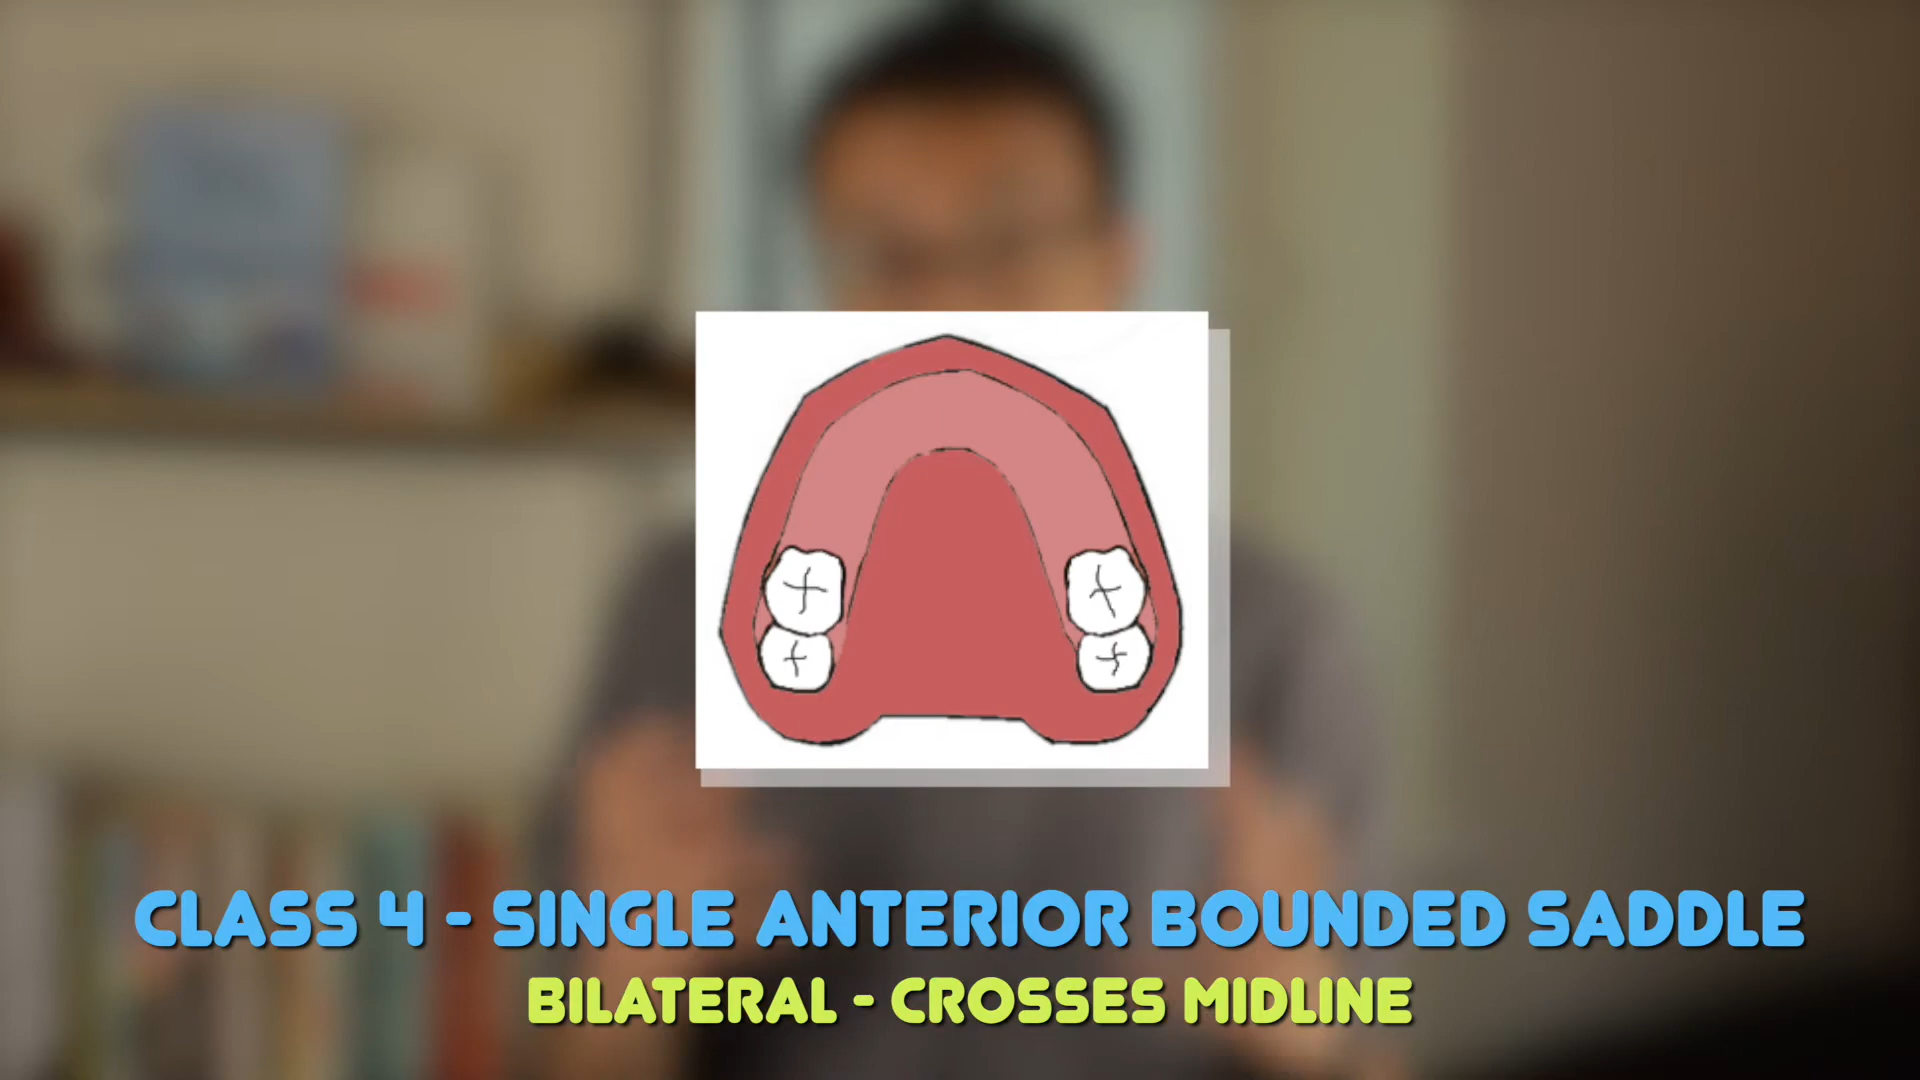 CLASS 4 - SINGLE ANTERIOR BOUNDED SADDLE
BILATERAL - CROSSES MIDLINE